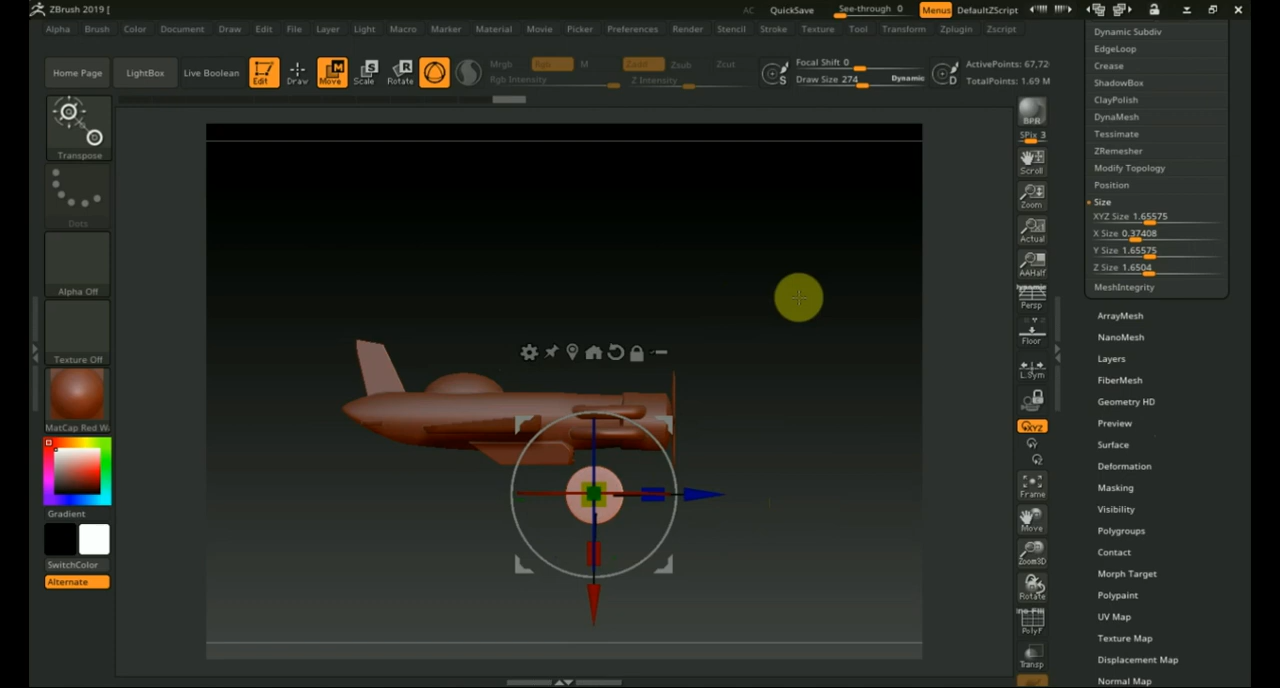 ZBrush 2019 [
AC QuickSave See-through 0 Menus DefaultZScript
Alpha Brush Color Document Draw Edit File Layer Light Macro Marker Material Movie Picker Preferences Render Stencil Stroke Texture Tool Transform Zplugin Zscript
Home Page LightBox Live Boolean Edit Draw Move Scale Rotate
Mrgb Rgb M Zadd Zsub Zcut
Rgb Intensity Z Intensity
Focal Shift 0
Draw Size 274 Dynamic
ActivePoints: 67,72
TotalPoints: 1.69 M
S
D
Transpose
Dots
Alpha Off
Texture Off
MatCap Red W
Gradient
SwitchColor
Alternate
BPR
SPix 3
Scroll
Zoom
Actual
AAHalf
Dynamic
Persp
Floor
L.Sym
XYZ
Frame
Move
Zoom3D
Rotate
Line Fill
PolyF
Transp
Dynamic Subdiv
EdgeLoop
Crease
ShadowBox
ClayPolish
DynaMesh
Tessimate
ZRemesher
Modify Topology
Position
Size
XYZ Size 1.65575
X Size 0.37408
Y Size 1.65575
Z Size 1.6504
MeshIntegrity
ArrayMesh
NanoMesh
Layers
FiberMesh
Geometry HD
Preview
Surface
Deformation
Masking
Visibility
Polygroups
Contact
Morph Target
Polypaint
UV Map
Texture Map
Displacement Map
Normal Map